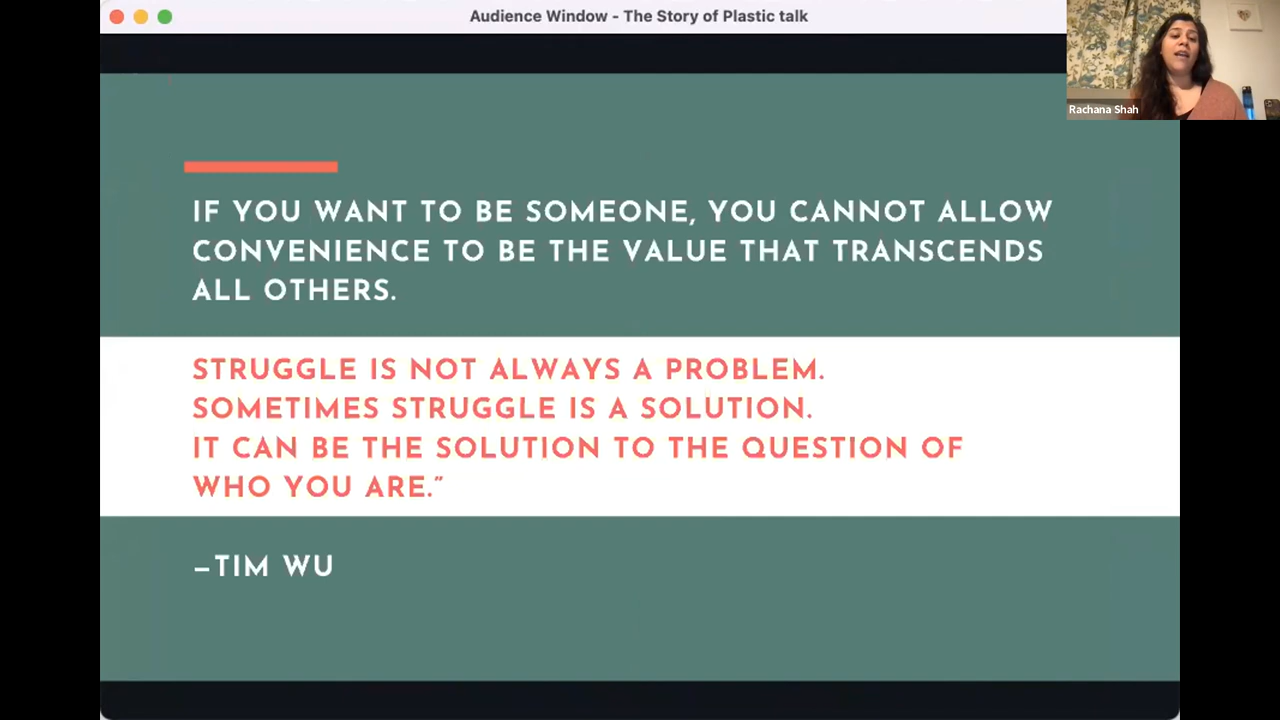 Audience Window - The Story of Plastic talk
Rachana Shah
IF YOU WANT TO BE SOMEONE, YOU CANNOT ALLOW
CONVENIENCE TO BE THE VALUE THAT TRANSCENDS
ALL OTHERS.
STRUGGLE IS NOT ALWAYS A PROBLEM.
SOMETIMES STRUGGLE IS A SOLUTION.
IT CAN BE THE SOLUTION TO THE QUESTION OF
WHO YOU ARE.”
–TIM WU